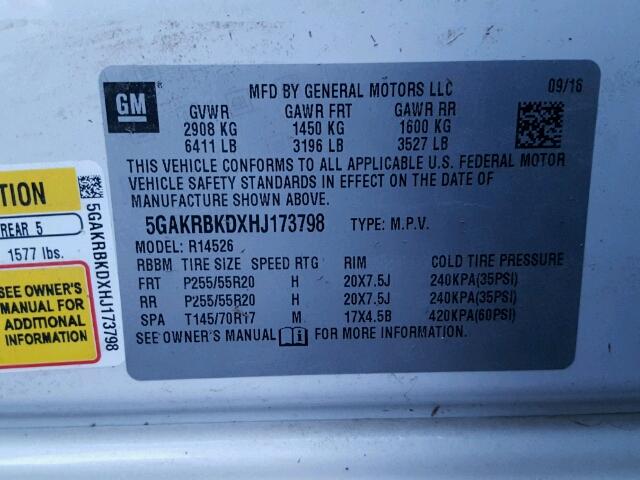 GM
MFD BY GENERAL MOTORS LLC 09/16
GVWR GAWR FRT GAWR RR
2908 KG 1450 KG 1600 KG
6411 LB 3196 LB 3527 LB
THIS VEHICLE CONFORMS TO ALL APPLICABLE U.S. FEDERAL MOTOR
VEHICLE SAFETY STANDARDS IN EFFECT ON THE DATE OF
MANUFACTURE SHOWN ABOVE.
5GAKRBKDXHJ173798 TYPE: M.P.V.
MODEL: R14526
RBBM TIRE SIZE SPEED RTG RIM COLD TIRE PRESSURE
FRT P255/55R20 H 20X7.5J 240KPA(35PSI)
RR P255/55R20 H 20X7.5J 240KPA(35PSI)
SPA T145/70R17 M 17X4.5B 420KPA(60PSI)
SEE OWNER'S MANUAL FOR MORE INFORMATION
TION
REAR 5
1577 lbs.
SEE OWNER'S
MANUAL FOR
ADDITIONAL
INFORMATION
5GAKRBKDXHJ173798